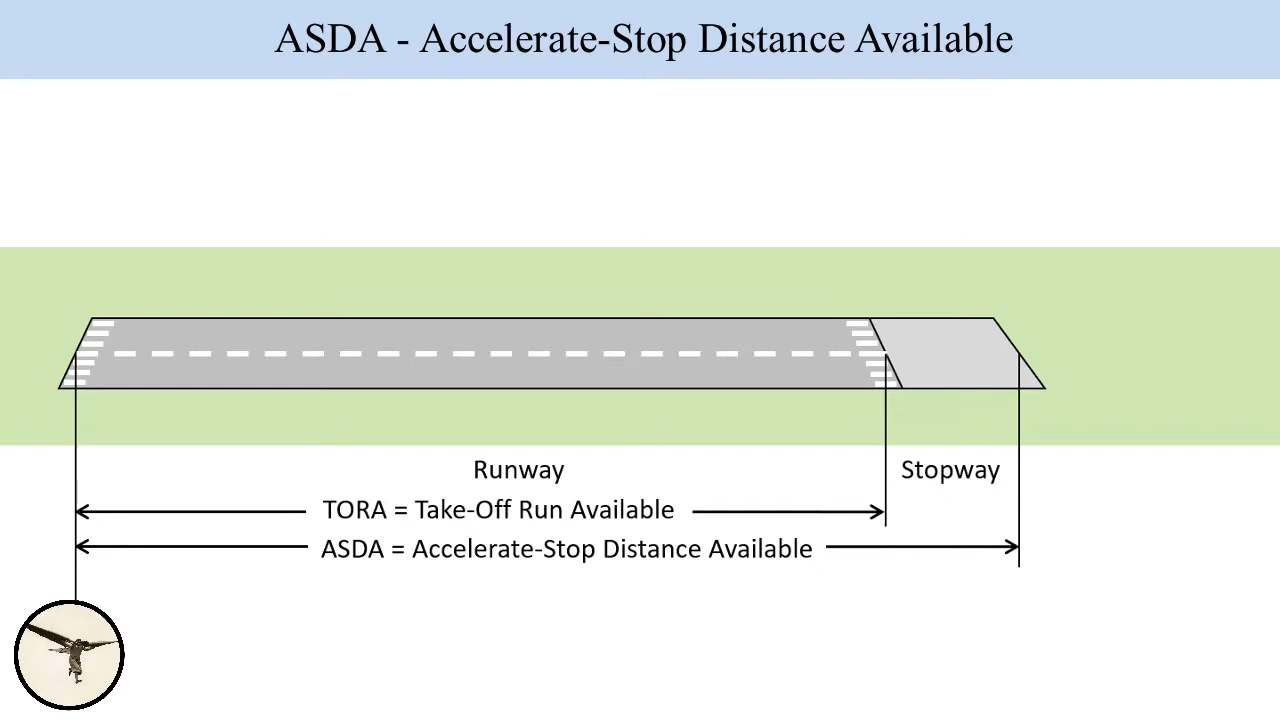 ASDA - Accelerate-Stop Distance Available
Runway
Stopway
TORA = Take-Off Run Available
ASDA = Accelerate-Stop Distance Available